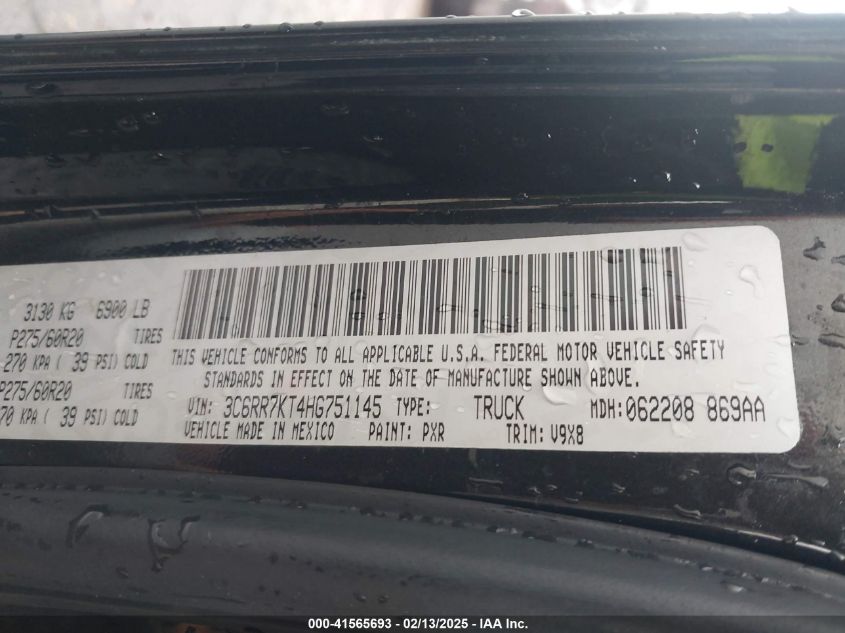 3130 KG 6900 LB
P275/60R20 TIRES
270 KPA ( 39 PSI) COLD
P275/60R20 TIRES
70 KPA ( 39 PSI) COLD
THIS VEHICLE CONFORMS TO ALL APPLICABLE U.S.A. FEDERAL MOTOR VEHICLE SAFETY
STANDARDS IN EFFECT ON THE DATE OF MANUFACTURE SHOWN ABOVE.
VIN: 3C6RR7KT4HG751145 TYPE: TRUCK MDH: 062208 869AA
VEHICLE MADE IN MEXICO PAINT: PXR TRIM: V9X8
000-41565693 / 02/13/2025 - IAA Inc.